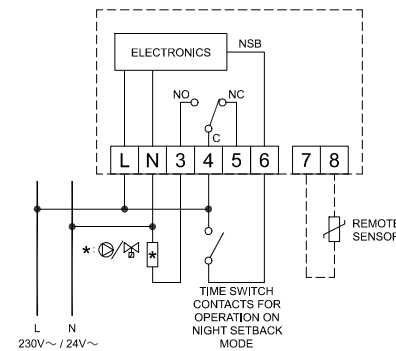 ELECTRONICS
NSB
NO
NC
C
L N 3 4 5 6 7 8
*:
*
REMOTE
SENSOR
TIME SWITCH
CONTACTS FOR
OPERATION ON
NIGHT SETBACK
MODE
L N
230V～ / 24V～